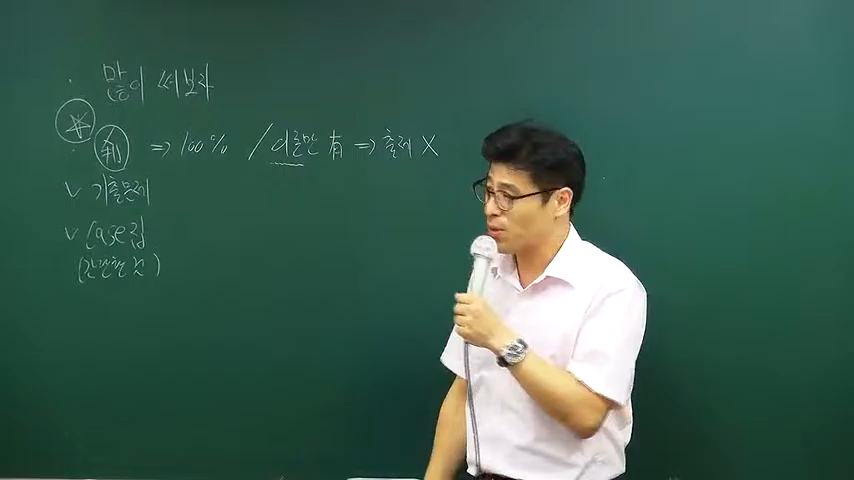 · 많이 써보라
· 判 ⇒ 100% / 이론만 有 ⇒ 출제 X
v 기출문제
v Case집
(간단한 것)